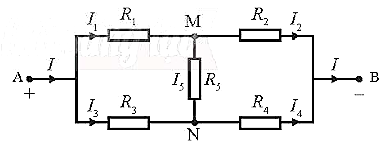 I₁ R₁ M R₂ I₂
A I I₅ R₅ I B
+ −
I₃ R₃ N R₄ I₄